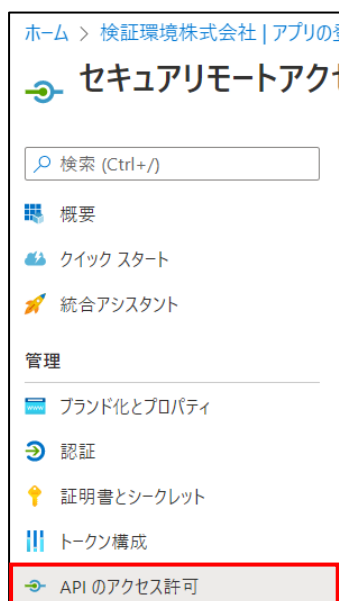 ホーム > 検証環境株式会社 | アプリの
セキュアリモートアク
検索 (Ctrl+/)
概要
クイック スタート
統合アシスタント
管理
www
ブランド化とプロパティ
認証
証明書とシークレット
トークン構成
API のアクセス許可